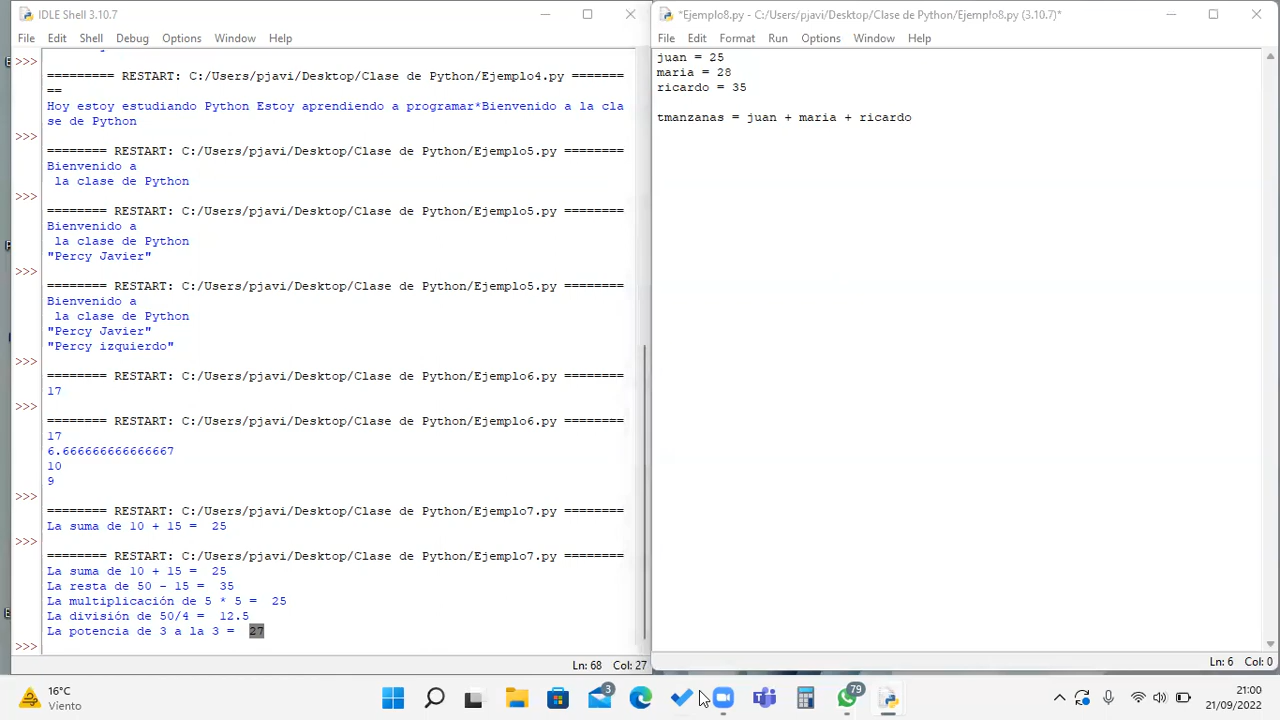 IDLE Shell 3.10.7
File Edit Shell Debug Options Window Help
>>>
========= RESTART: C:/Users/pjavi/Desktop/Clase de Python/Ejemplo4.py =======
==
Hoy estoy estudiando Python Estoy aprendiendo a programar*Bienvenido a la cla
se de Python
>>>
======== RESTART: C:/Users/pjavi/Desktop/Clase de Python/Ejemplo5.py ========
Bienvenido a
la clase de Python
>>>
======== RESTART: C:/Users/pjavi/Desktop/Clase de Python/Ejemplo5.py ========
Bienvenido a
la clase de Python
"Percy Javier"
>>>
======== RESTART: C:/Users/pjavi/Desktop/Clase de Python/Ejemplo5.py ========
Bienvenido a
la clase de Python
"Percy Javier"
"Percy izquierdo"
>>>
======== RESTART: C:/Users/pjavi/Desktop/Clase de Python/Ejemplo6.py ========
17
>>>
======== RESTART: C:/Users/pjavi/Desktop/Clase de Python/Ejemplo6.py ========
17
6.666666666666667
10
9
>>>
======== RESTART: C:/Users/pjavi/Desktop/Clase de Python/Ejemplo7.py ========
La suma de 10 + 15 =  25
>>>
======== RESTART: C:/Users/pjavi/Desktop/Clase de Python/Ejemplo7.py ========
La suma de 10 + 15 =  25
La resta de 50 - 15 =  35
La multiplicación de 5 * 5 =  25
La división de 50/4 =  12.5
La potencia de 3 a la 3 =  27
>>>
Ln: 68 Col: 27
*Ejemplo8.py - C:/Users/pjavi/Desktop/Clase de Python/Ejemplo8.py (3.10.7)*
File Edit Format Run Options Window Help
juan = 25
maria = 28
ricardo = 35
tmanzanas = juan + maria + ricardo
Ln: 6 Col: 0
16°C
Viento
3
79
21:00
21/09/2022